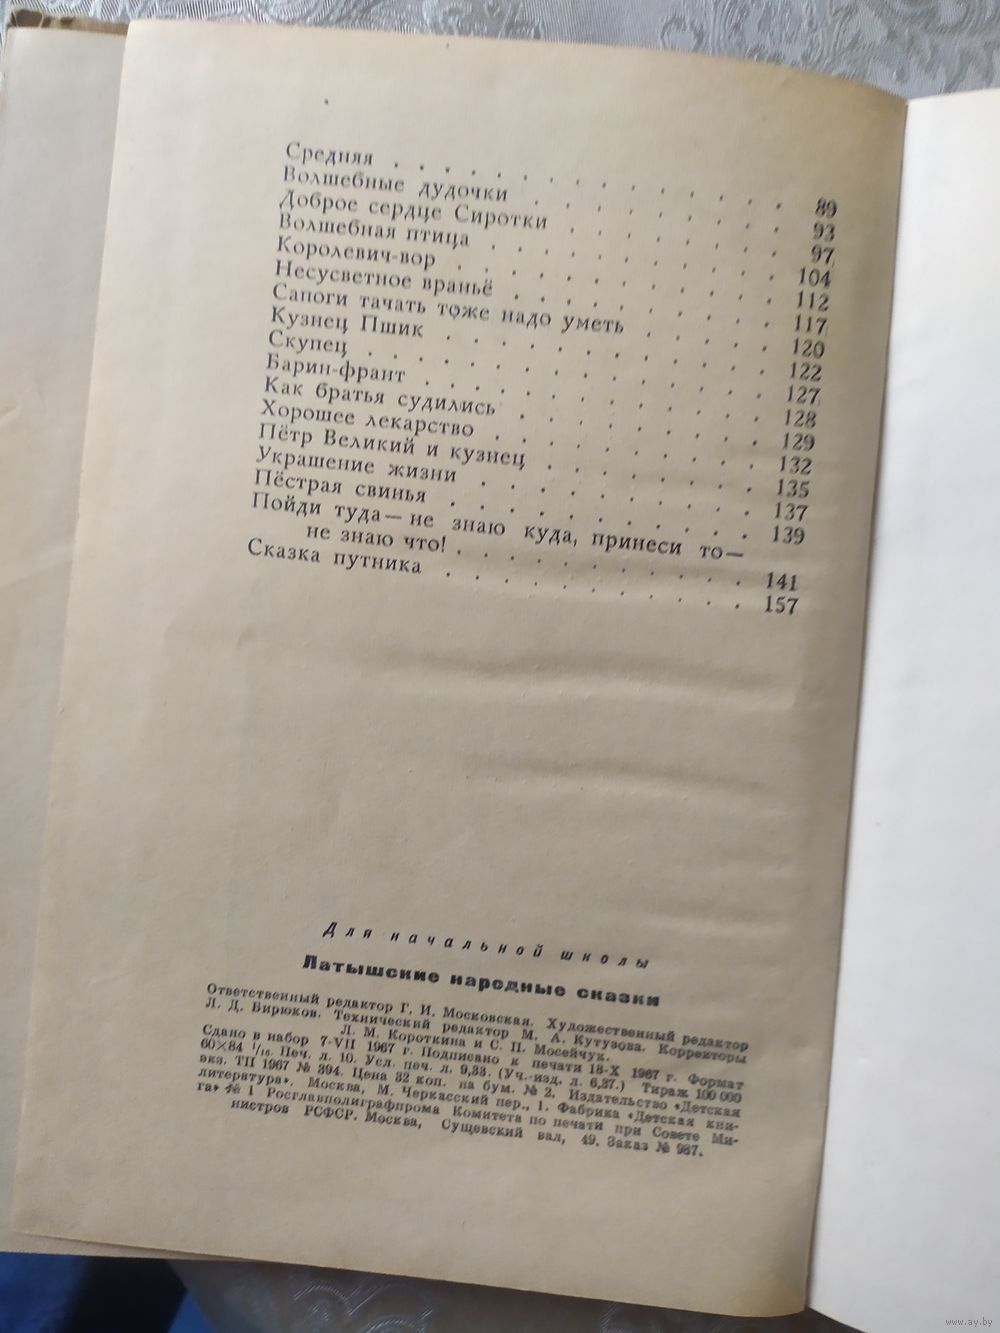 Средняя . . . . . . . . . . . . . . . 89
Волшебные дудочки . . . . . . . . . 93
Доброе сердце Сиротки . . . . . . . 97
Волшебная птица . . . . . . . . . . 104
Королевич-вор . . . . . . . . . . . 112
Несусветное враньё . . . . . . . . . 117
Сапоги тачать тоже надо уметь . . . . 120
Кузнец Пшик . . . . . . . . . . . . 122
Скупец . . . . . . . . . . . . . . . 127
Барин-франт . . . . . . . . . . . . 128
Как братья судились . . . . . . . . 129
Хорошее лекарство . . . . . . . . . 132
Пётр Великий и кузнец . . . . . . . 135
Украшение жизни . . . . . . . . . . 137
Пёстрая свинья . . . . . . . . . . . 139
Пойди туда — не знаю куда, принеси то —
не знаю что! . . . . . . . . . . . 141
Сказка путника . . . . . . . . . . . 157
Для начальной школы
Латышские народные сказки
Ответственный редактор Г. И. Московская. Художественный редактор
Л. Д. Бирюков. Технический редактор М. А. Кутузова. Корректоры
Л. М. Короткина и С. П. Мосейчук.
Сдано в набор 7-VII 1967 г. Подписано к печати 18-X 1967 г. Формат
60×84 1/16. Печ. л. 10. Усл. печ. л. 9,33. (Уч.-изд. л. 6,37.) Тираж 100 000
экз. ТП 1967 № 394. Цена 32 коп. на бум. № 2. Издательство «Детская
литература». Москва, М. Черкасский пер., 1. Фабрика «Детская кни-
га» № 1 Росглавполиграфпрома Комитета по печати при Совете Ми-
нистров РСФСР. Москва, Сущевский вал, 49. Заказ № 987.
www.ay.by